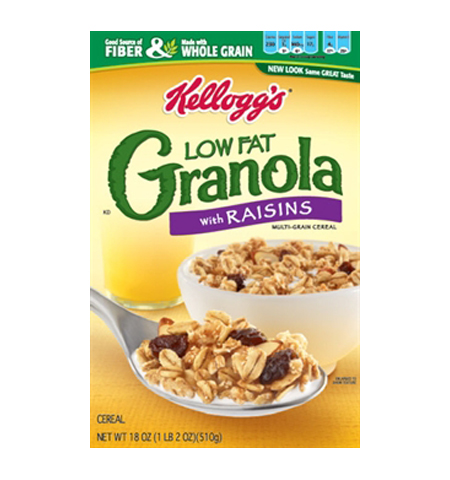 Good Source of
FIBER & Made with
WHOLE GRAIN
NEW LOOK Same GREAT Taste
Kellogg's®
LOW FAT
Granola
with RAISINS
MULTI-GRAIN CEREAL
KD
CEREAL
NET WT 18 OZ (1 LB 2 OZ)(510g)